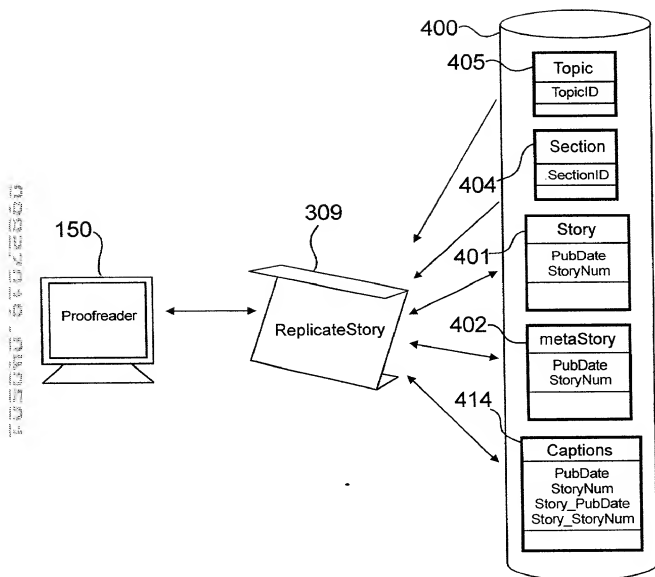 400
405
Topic
TopicID
Section
404
SectionID
309
150
Story
401
PubDate
StoryNum
Proofreader
ReplicateStory
402
metaStory
PubDate
StoryNum
414
Captions
PubDate
StoryNum
Story_PubDate
Story_StoryNum